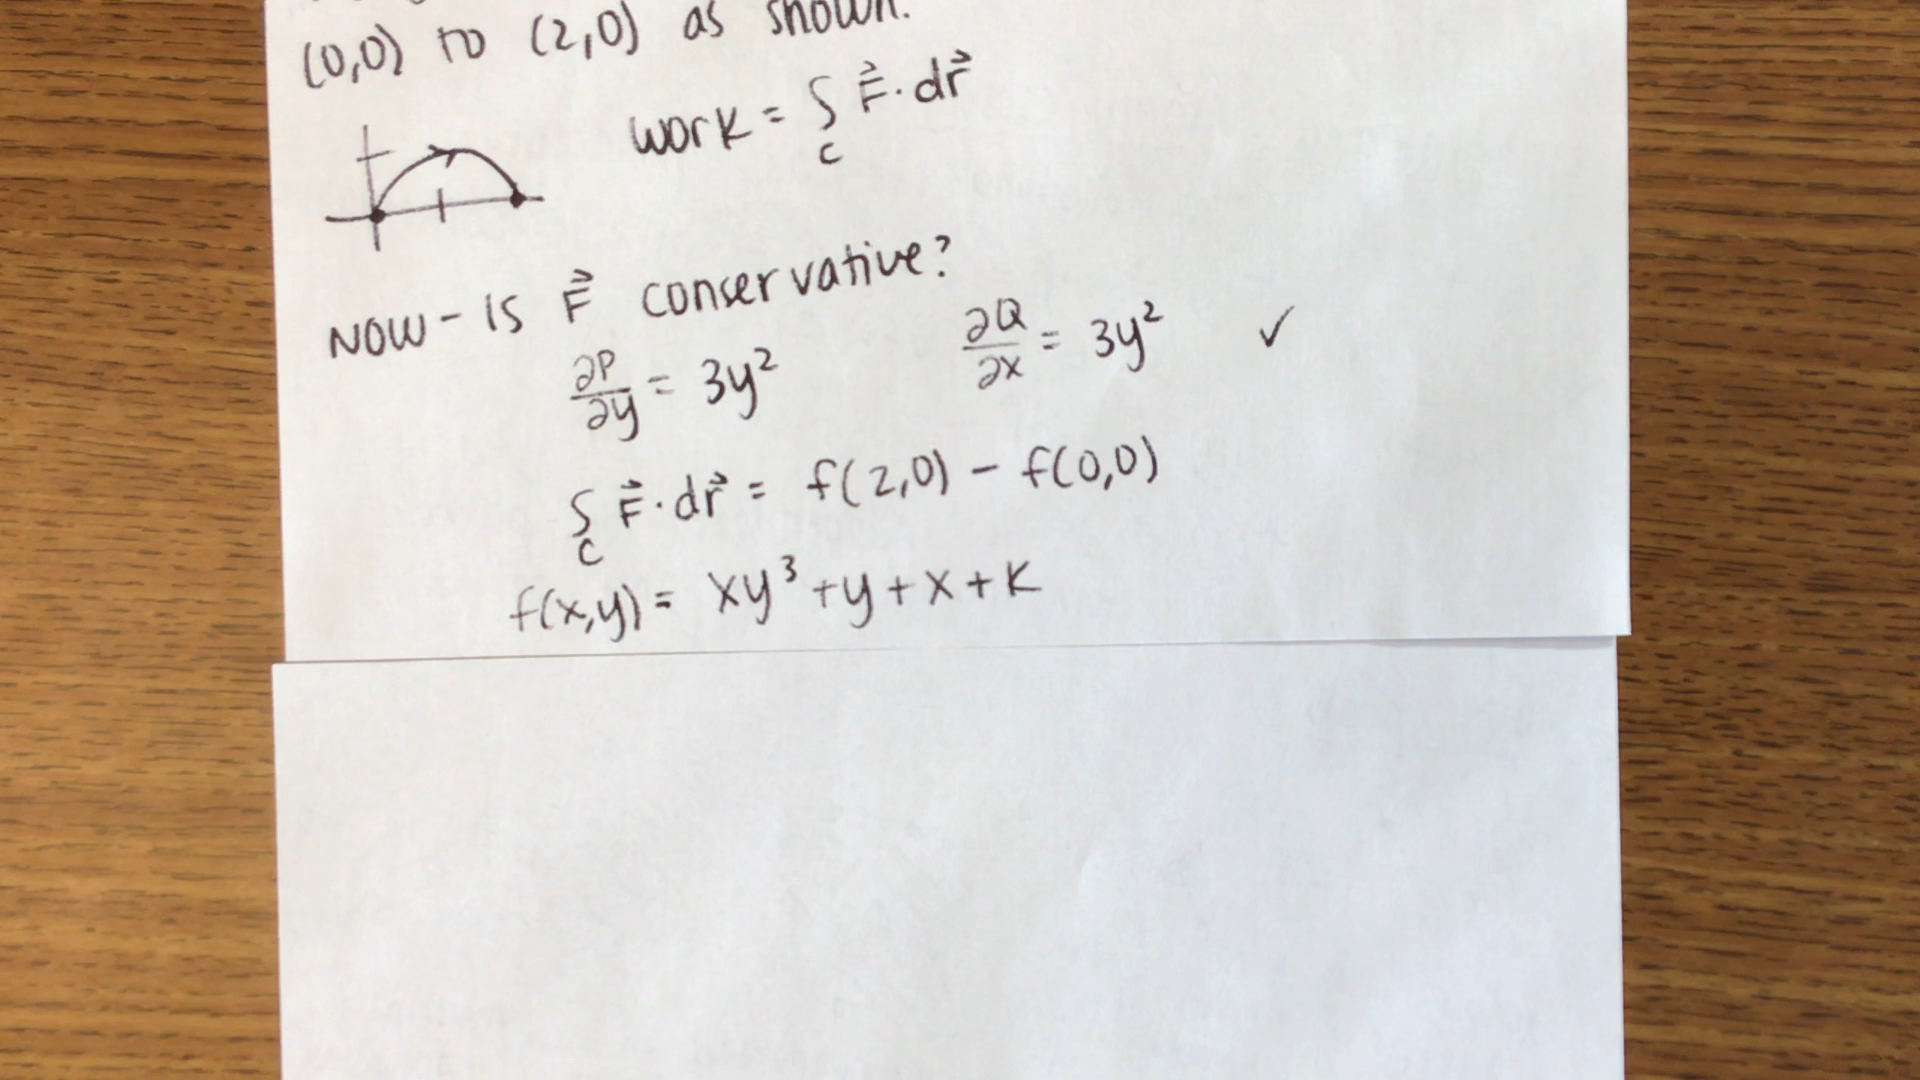 (0,0) to (2,0) as shown.
work = ∫_C F⃗·dr⃗
NOW - is F⃗ conservative?
∂P/∂y = 3y² ∂Q/∂x = 3y² ✓
∫_C F⃗·dr⃗ = f(2,0) - f(0,0)
f(x,y) = xy³ + y + x + K